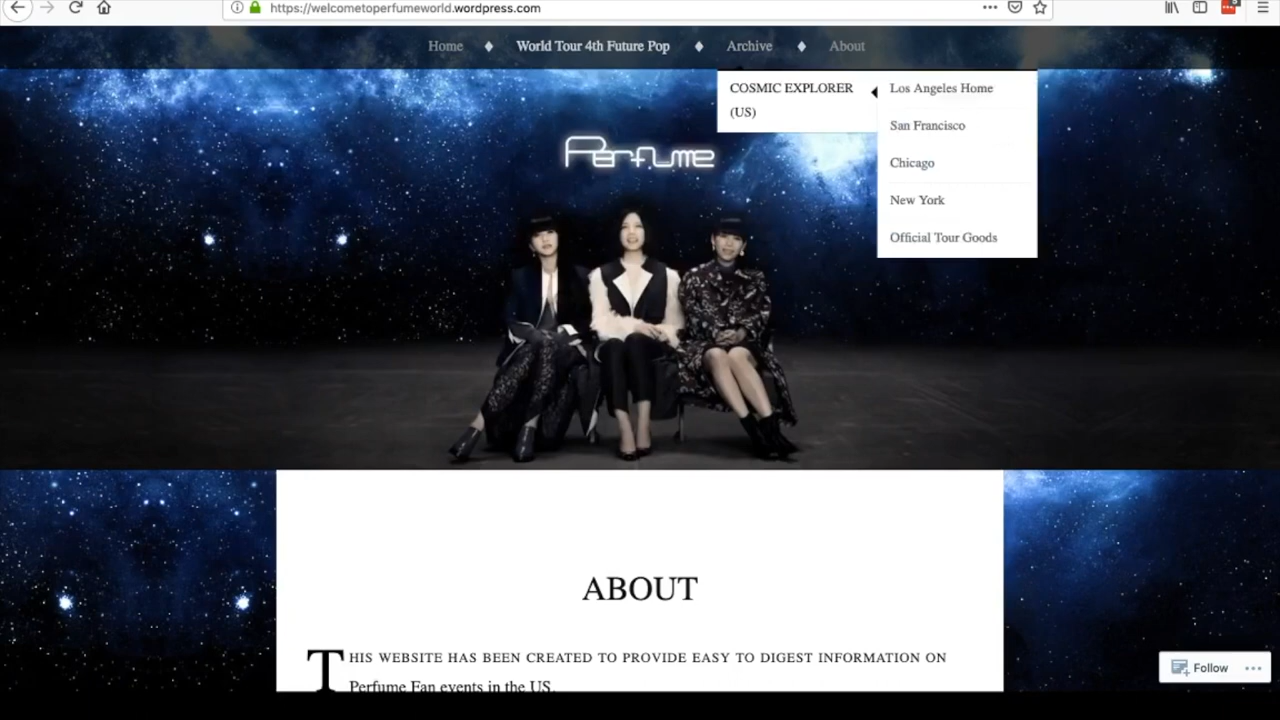 https://welcometoperfumeworld.wordpress.com
Home ♦ World Tour 4th Future Pop ♦ Archive ♦ About
COSMIC EXPLORER
(US)
Los Angeles Home
San Francisco
Chicago
New York
Official Tour Goods
Perfume
ABOUT
THIS WEBSITE HAS BEEN CREATED TO PROVIDE EASY TO DIGEST INFORMATION ON
Perfume Fan events in the US.
Follow